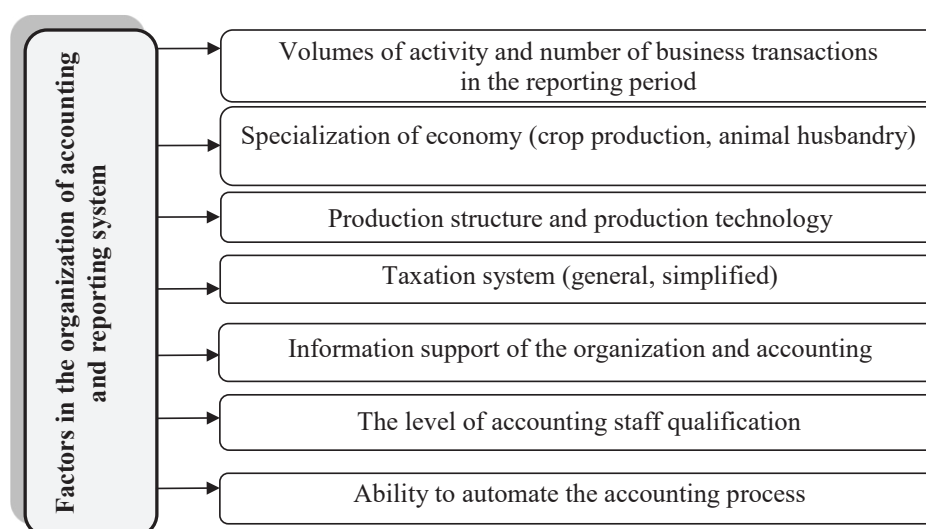 Factors in the organization of accounting
and reporting system
Volumes of activity and number of business transactions
in the reporting period
Specialization of economy (crop production, animal husbandry)
Production structure and production technology
Taxation system (general, simplified)
Information support of the organization and accounting
The level of accounting staff qualification
Ability to automate the accounting process